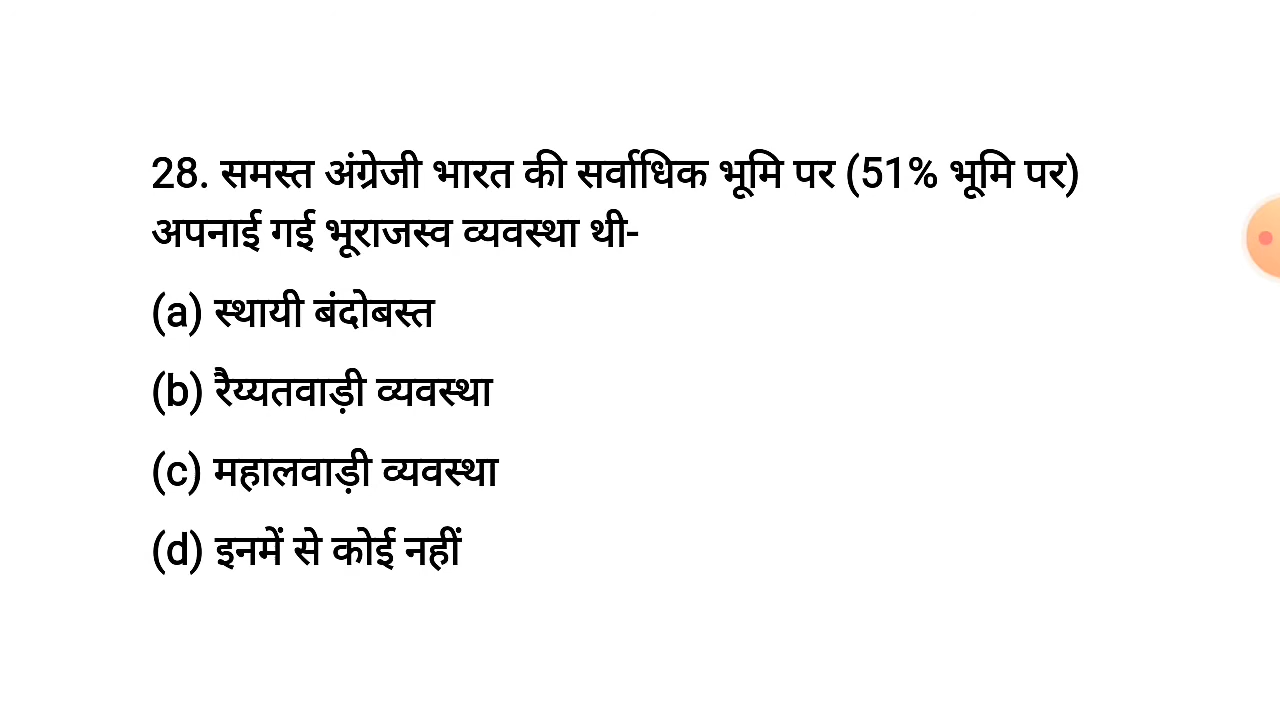 28. समस्त अंग्रेजी भारत की सर्वाधिक भूमि पर (51% भूमि पर)
अपनाई गई भूराजस्व व्यवस्था थी-
(a) स्थायी बंदोबस्त
(b) रैय्यतवाड़ी व्यवस्था
(c) महालवाड़ी व्यवस्था
(d) इनमें से कोई नहीं